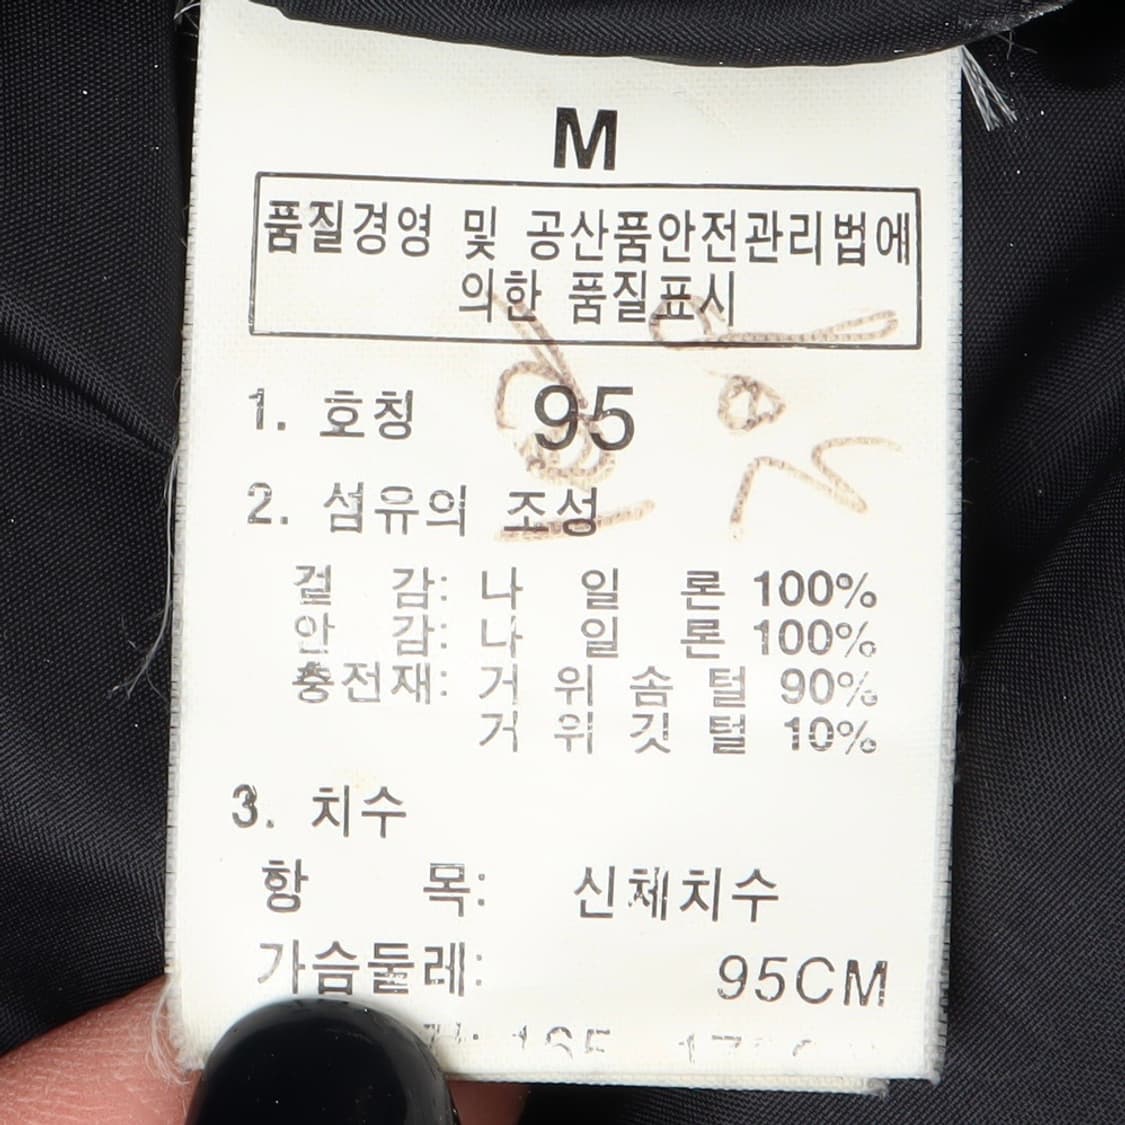 M
품질경영 및 공산품안전관리법에
의한 품질표시
1. 호칭 95
2. 섬유의 조성
겉 감: 나 일 론 100%
안 감: 나 일 론 100%
충전재: 거 위 솜 털 90%
거 위 깃 털 10%
3. 치수
항 목: 신체치수
가슴둘레: 95CM